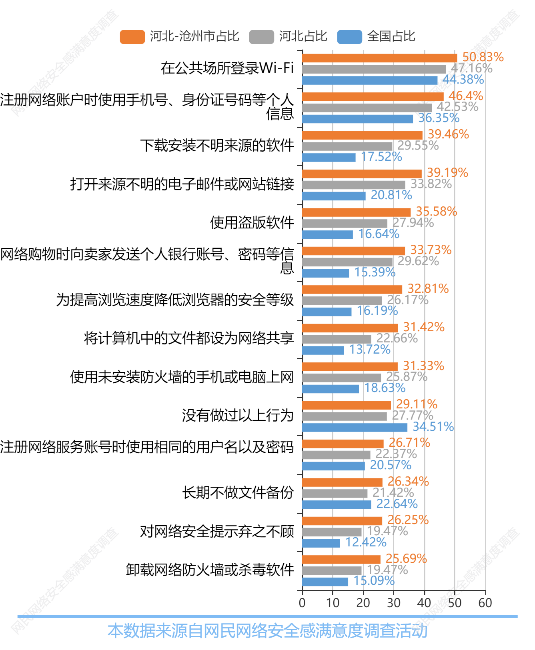 河北-沧州市占比 河北占比 全国占比
在公共场所登录Wi-Fi 50.83%
47.16%
44.38%
注册网络账户时使用手机号、身份证号码等个人 46.4%
信息 42.53%
36.35%
下载安装不明来源的软件 39.46%
29.55%
17.52%
打开来源不明的电子邮件或网站链接 39.19%
33.82%
20.81%
使用盗版软件 35.58%
27.94%
16.64%
网络购物时向卖家发送个人银行账号、密码等信 33.73%
息 29.62%
15.39%
为提高浏览速度降低浏览器的安全等级 32.81%
26.17%
16.19%
将计算机中的文件都设为网络共享 31.42%
22.66%
13.72%
使用未安装防火墙的手机或电脑上网 31.33%
25.87%
18.63%
没有做过以上行为 29.11%
27.77%
34.51%
注册网络服务账号时使用相同的用户名以及密码 26.71%
22.37%
20.57%
长期不做文件备份 26.34%
21.42%
22.64%
对网络安全提示弃之不顾 26.25%
19.47%
12.42%
卸载网络防火墙或杀毒软件 25.69%
19.47%
15.09%
0 10 20 30 40 50 60
本数据来源自网民网络安全感满意度调查活动